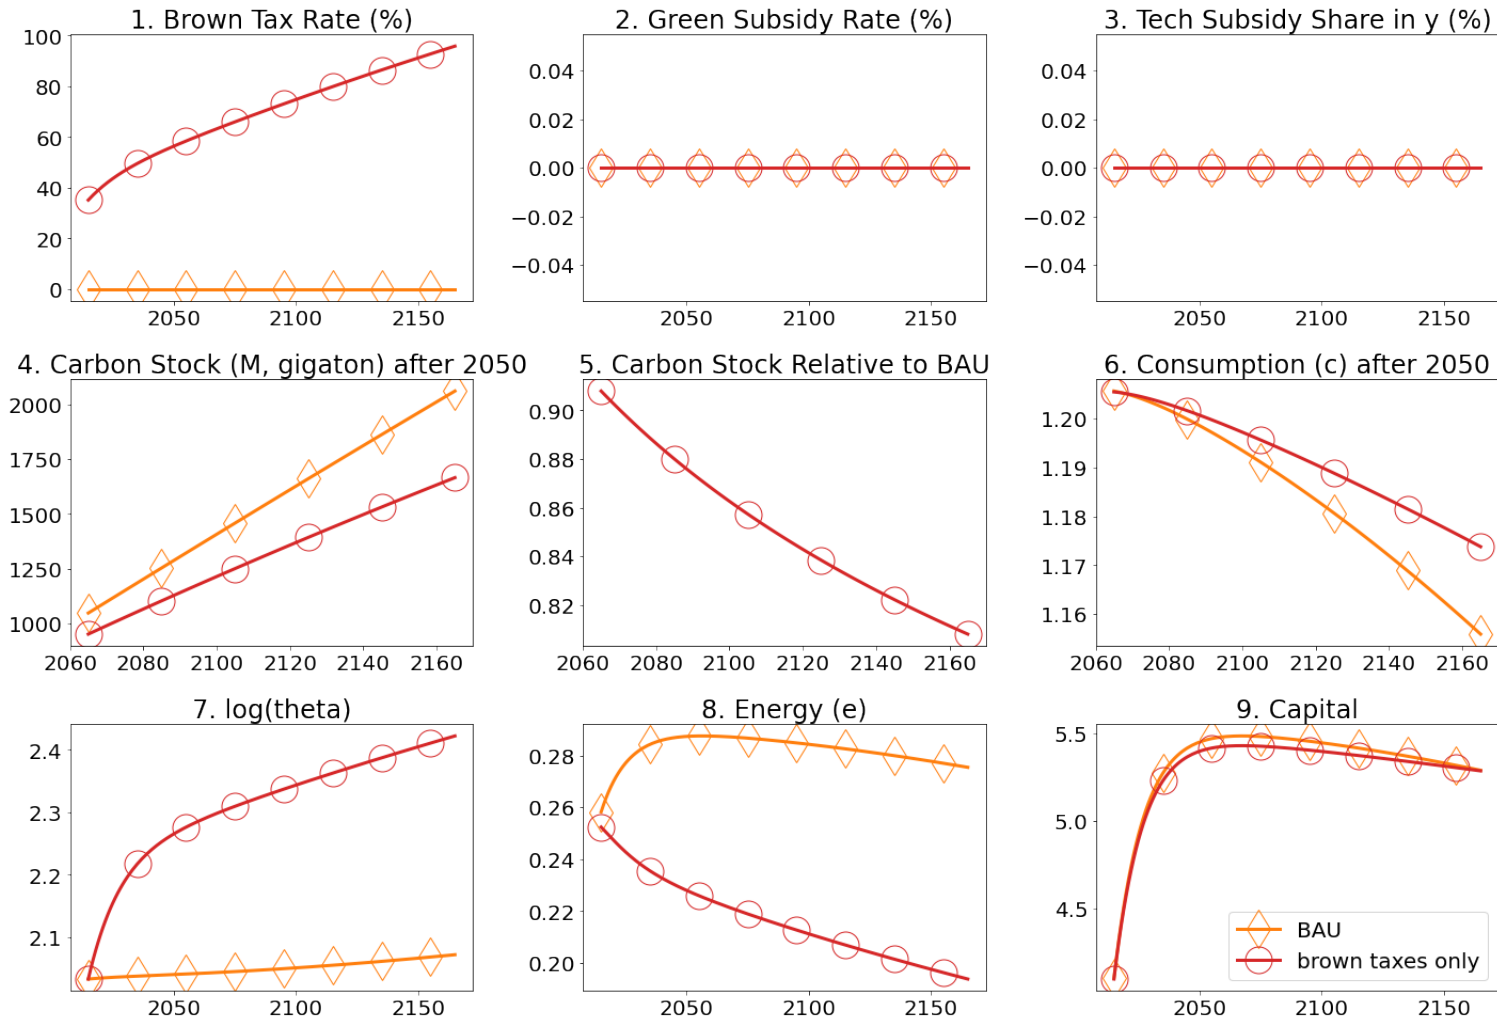 1. Brown Tax Rate (%)
100
80
60
40
20
0
2050 2100 2150
2. Green Subsidy Rate (%)
0.04
0.02
0.00
−0.02
−0.04
2050 2100 2150
3. Tech Subsidy Share in y (%)
0.04
0.02
0.00
−0.02
−0.04
2050 2100 2150
4. Carbon Stock (M, gigaton) after 2050
2000
1750
1500
1250
1000
2060 2080 2100 2120 2140 2160
5. Carbon Stock Relative to BAU
0.90
0.88
0.86
0.84
0.82
2060 2080 2100 2120 2140 2160
6. Consumption (c) after 2050
1.20
1.19
1.18
1.17
1.16
2060 2080 2100 2120 2140 2160
7. log(theta)
2.4
2.3
2.2
2.1
2050 2100 2150
8. Energy (e)
0.28
0.26
0.24
0.22
0.20
2050 2100 2150
9. Capital
5.5
5.0
4.5
BAU
brown taxes only
2050 2100 2150